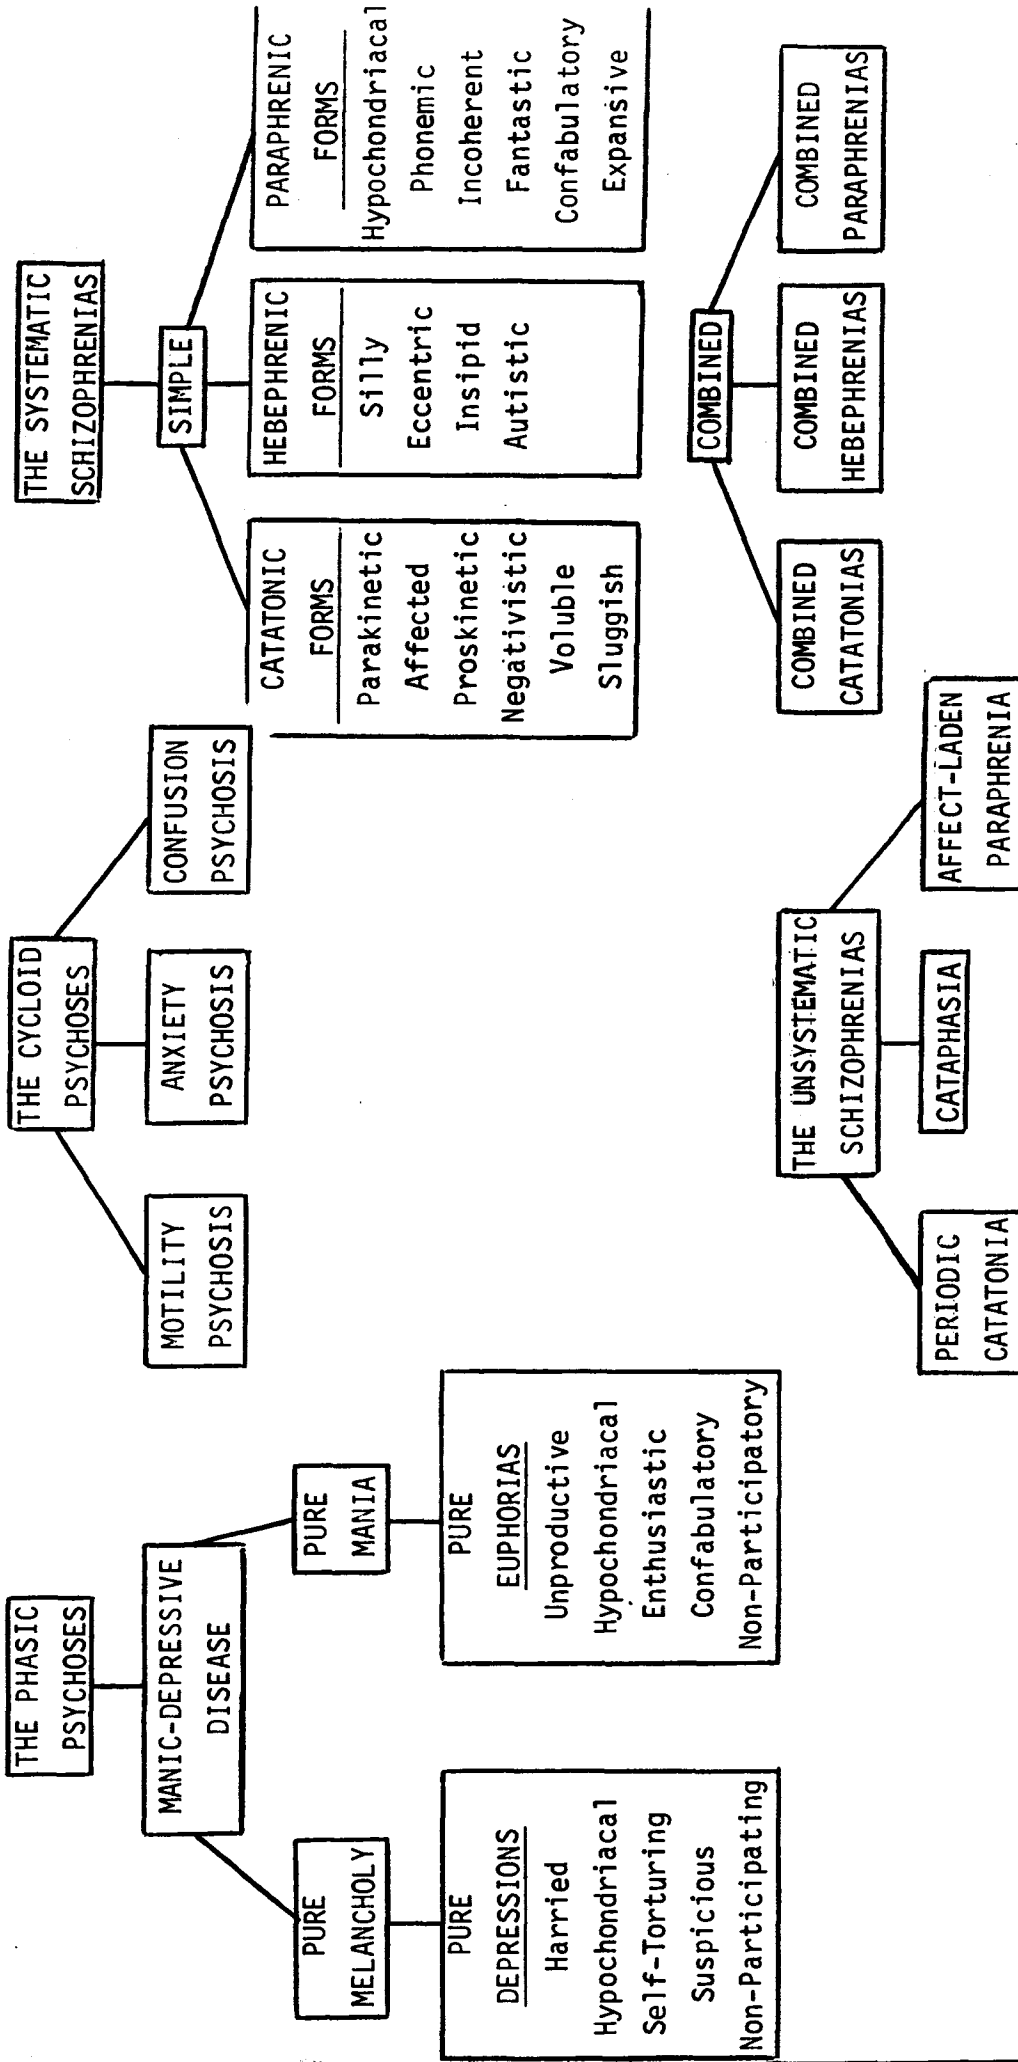 THE PHASIC
PSYCHOSES
MANIC-DEPRESSIVE
DISEASE
PURE
MELANCHOLY
PURE
MANIA
PURE
DEPRESSIONS
Harried
Hypochondriacal
Self-Torturing
Suspicious
Non-Participating
PURE
EUPHORIAS
Unproductive
Hypochondriacal
Enthusiastic
Confabulatory
Non-Participatory
THE CYCLOID
PSYCHOSES
MOTILITY
PSYCHOSIS
ANXIETY
PSYCHOSIS
CONFUSION
PSYCHOSIS
THE UNSYSTEMATIC
SCHIZOPHRENIAS
PERIODIC
CATATONIA
CATAPHASIA
AFFECT-LADEN
PARAPHRENIA
THE SYSTEMATIC
SCHIZOPHRENIAS
SIMPLE
CATATONIC
FORMS
Parakinetic
Affected
Proskinetic
Negativistic
Voluble
Sluggish
HEBEPHRENIC
FORMS
Silly
Eccentric
Insipid
Autistic
PARAPHRENIC
FORMS
Hypochondriacal
Phonemic
Incoherent
Fantastic
Confabulatory
Expansive
COMBINED
COMBINED
CATATONIAS
COMBINED
HEBEPHRENIAS
COMBINED
PARAPHRENIAS